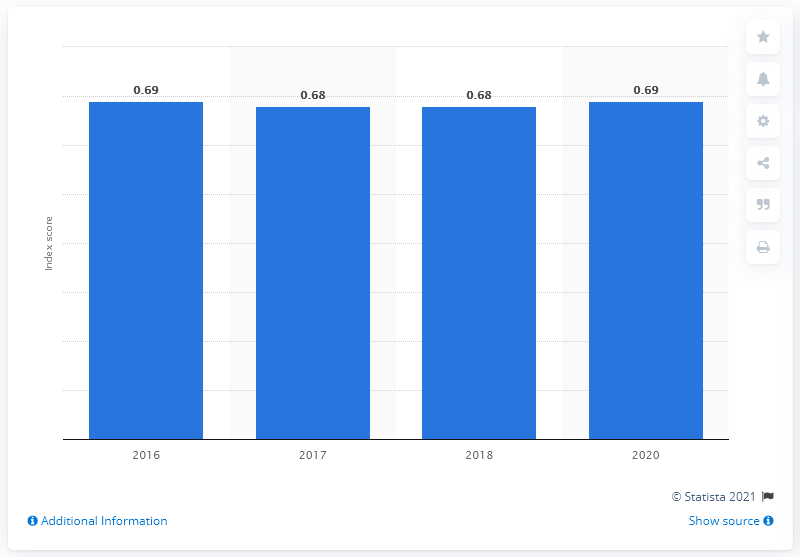 0.69
0.68
0.68
0.69
Index score
2016
2017
2018
2020
© Statista 2021
Additional Information
Show source